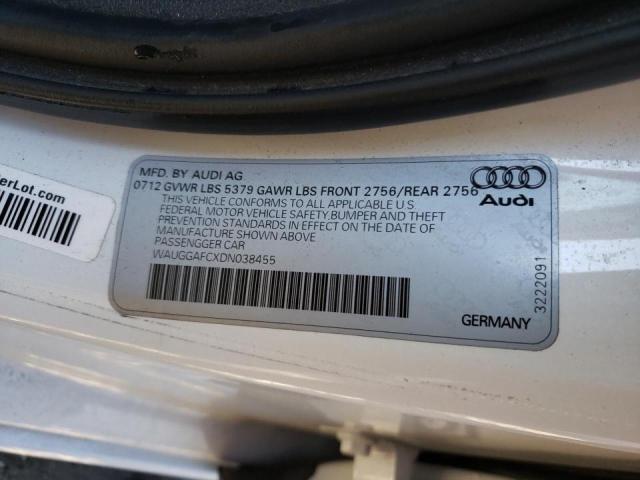 MFD. BY AUDI AG
0712 GVWR LBS 5379 GAWR LBS FRONT 2756/REAR 2756
THIS VEHICLE CONFORMS TO ALL APPLICABLE U S
FEDERAL MOTOR VEHICLE SAFETY,BUMPER AND THEFT
PREVENTION STANDARDS IN EFFECT ON THE DATE OF
MANUFACTURE SHOWN ABOVE
PASSENGGER CAR
WAUGGAFCXDN038455
Audi
3222091
GERMANY
erLot.com